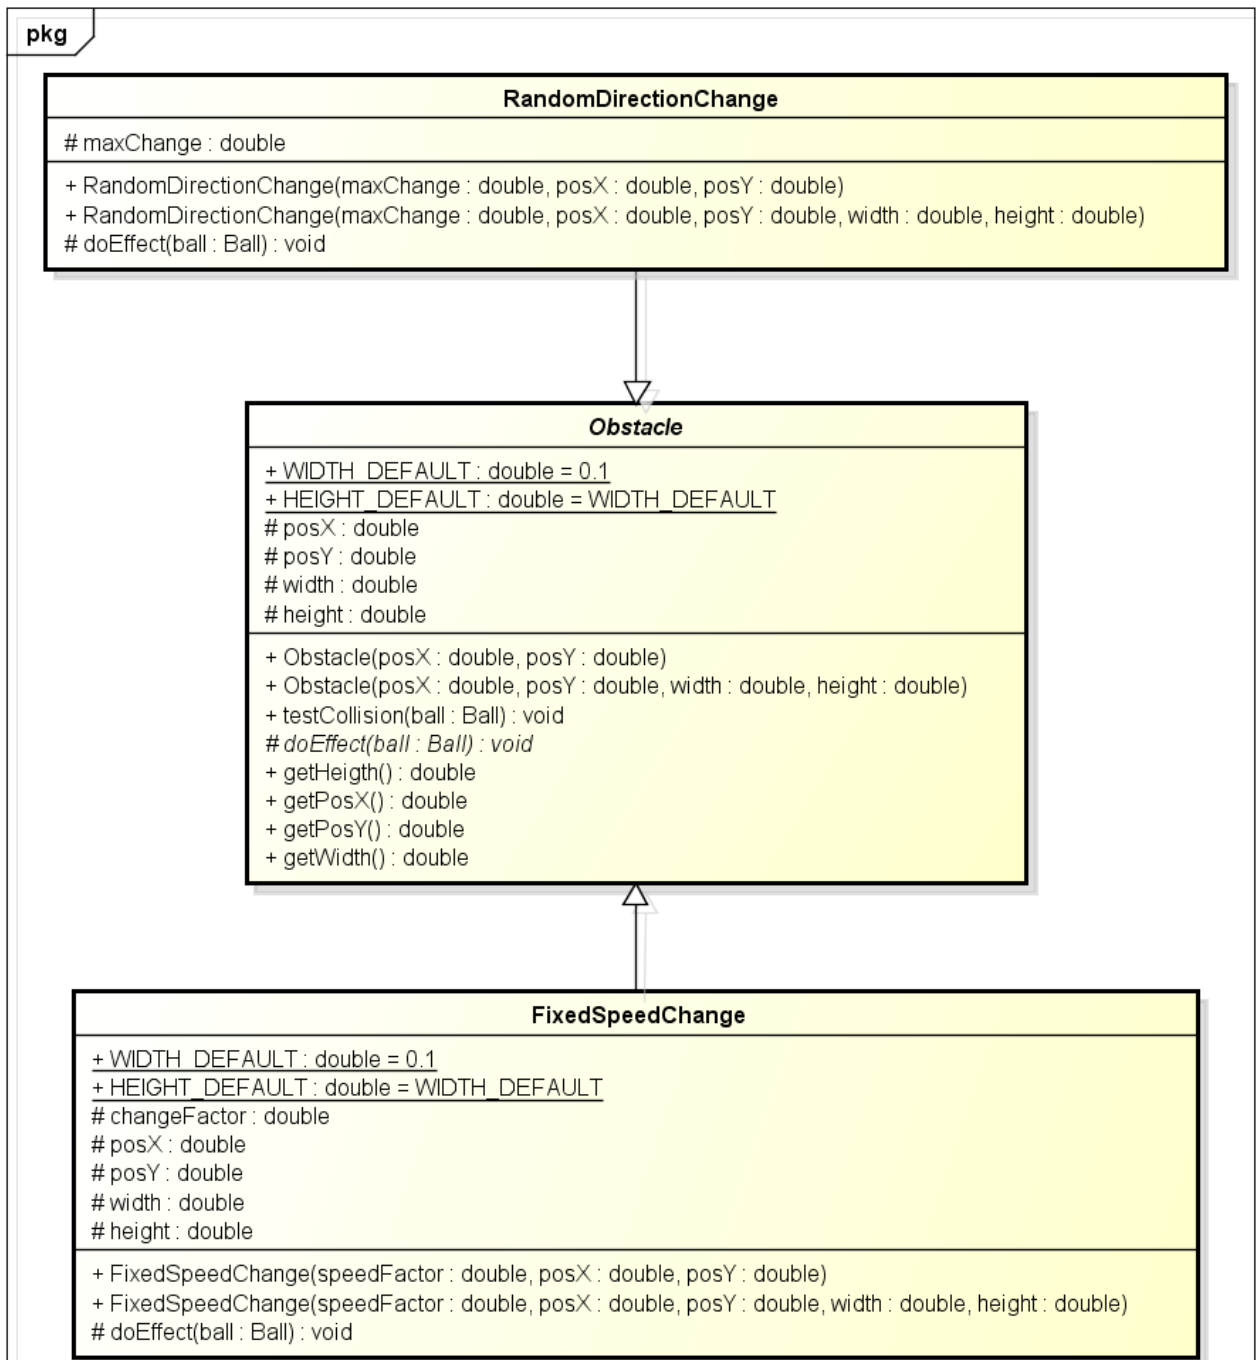 pkg
RandomDirectionChange
# maxChange : double
+ RandomDirectionChange(maxChange : double, posX : double, posY : double)
+ RandomDirectionChange(maxChange : double, posX : double, posY : double, width : double, height : double)
# doEffect(ball : Ball) : void
Obstacle
+ WIDTH_DEFAULT : double = 0.1
+ HEIGHT_DEFAULT : double = WIDTH_DEFAULT
# posX : double
# posY : double
# width : double
# height : double
+ Obstacle(posX : double, posY : double)
+ Obstacle(posX : double, posY : double, width : double, height : double)
+ testCollision(ball : Ball) : void
# doEffect(ball : Ball) : void
+ getHeigth() : double
+ getPosX() : double
+ getPosY() : double
+ getWidth() : double
FixedSpeedChange
+ WIDTH_DEFAULT : double = 0.1
+ HEIGHT_DEFAULT : double = WIDTH_DEFAULT
# changeFactor : double
# posX : double
# posY : double
# width : double
# height : double
+ FixedSpeedChange(speedFactor : double, posX : double, posY : double)
+ FixedSpeedChange(speedFactor : double, posX : double, posY : double, width : double, height : double)
# doEffect(ball : Ball) : void